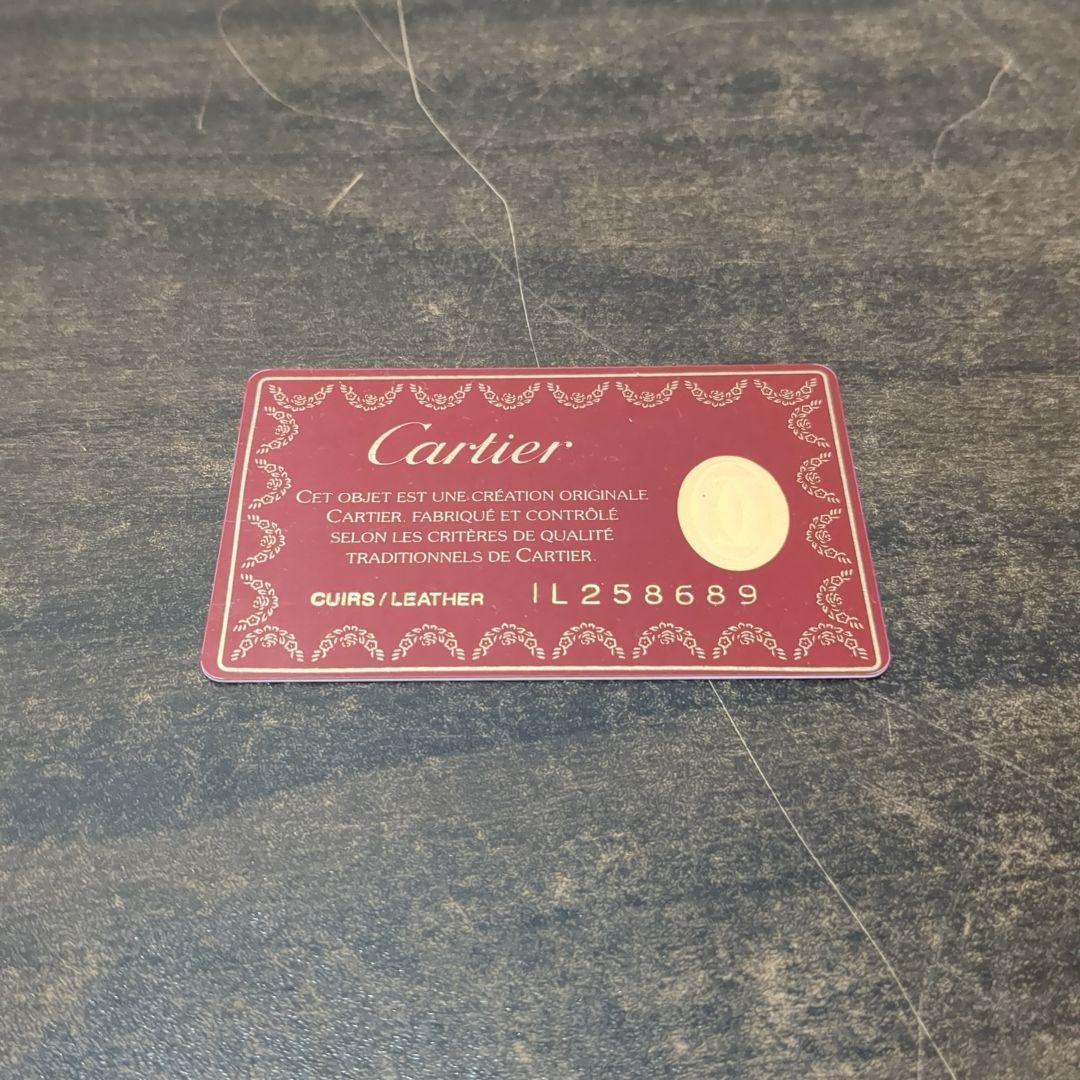 Cartier
CET OBJET EST UNE CRÉATION ORIGINALE
CARTIER. FABRIQUÉ ET CONTRÔLÉ
SELON LES CRITÈRES DE QUALITÉ
TRADITIONNELS DE CARTIER.
CUIRS/LEATHER IL258689